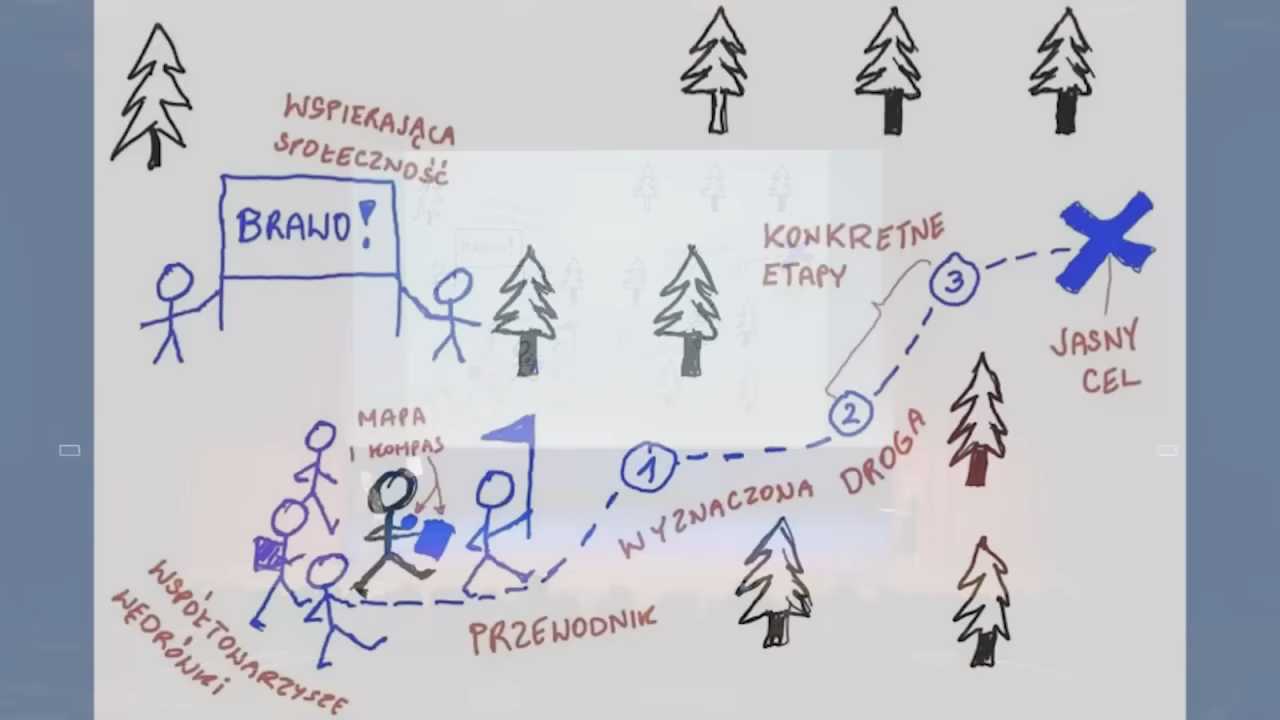 WSPIERAJĄCA
SPOŁECZNOŚĆ
BRAWO!
KONKRETNE
ETAPY
3
JASNY
CEL
2
MAPA
I KOMPAS
1
WYZNACZONA DROGA
PRZEWODNIK
WSPÓŁTOWARZYSZE
WĘDRÓWKI